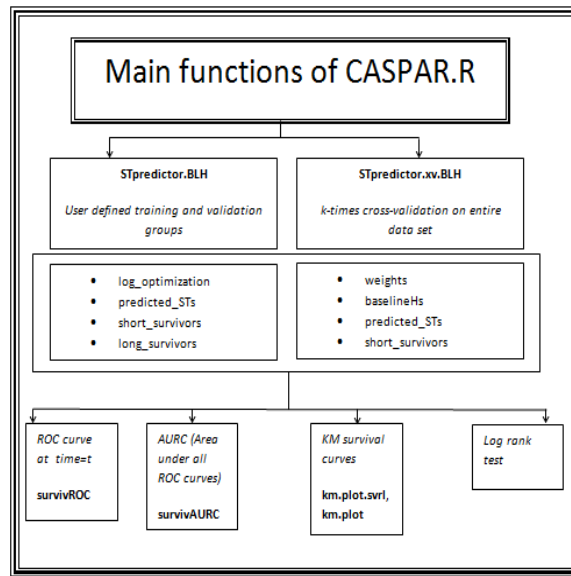 Main functions of CASPAR.R
STpredictor.BLH
User defined training and validation
groups
STpredictor.xv.BLH
k-times cross-validation on entire
data set
• log_optimization
• predicted_STs
• short_survivors
• long_survivors
• weights
• baselineHs
• predicted_STs
• short_survivors
ROC curve
at time=t
survivROC
AURC (Area
under all
ROC curves)
survivAURC
KM survival
curves
km.plot.svrl,
km.plot
Log rank
test